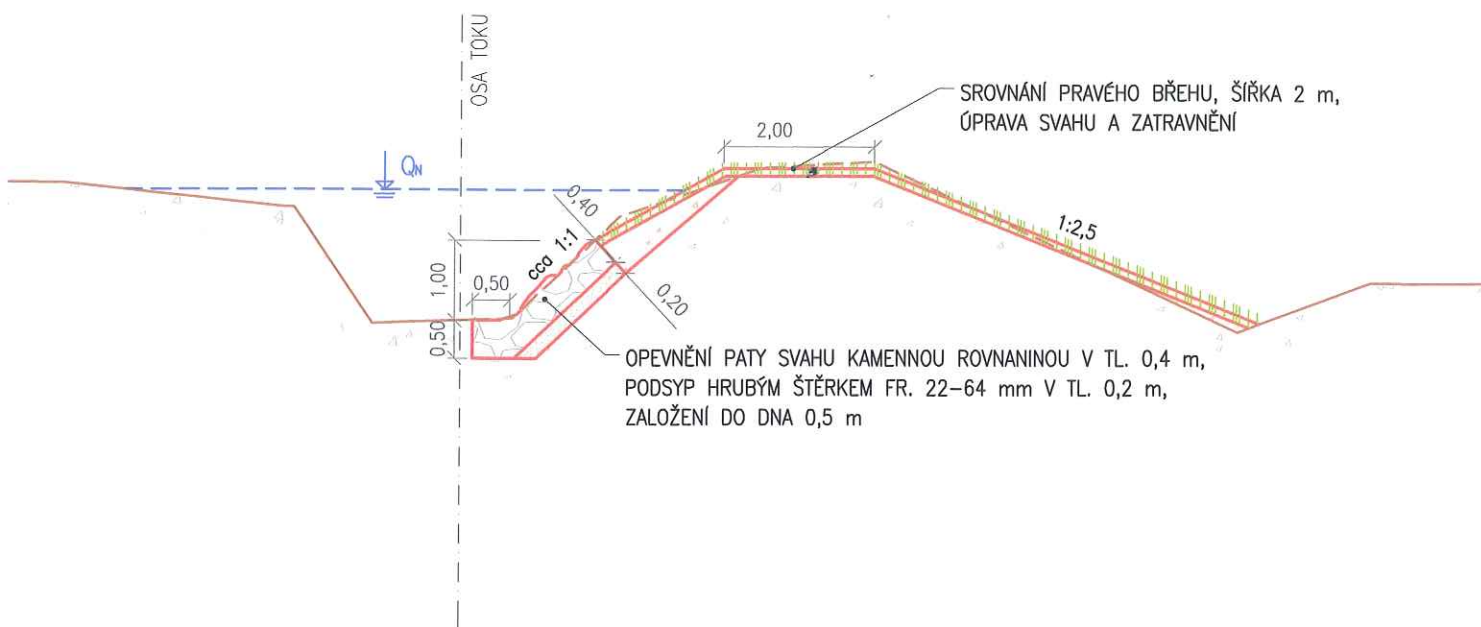 OSA TOKU
SROVNÁNÍ PRAVÉHO BŘEHU, ŠÍŘKA 2 m,
ÚPRAVA SVAHU A ZATRAVNĚNÍ
2,00
QN
0,40
1:2,5
cca 1:1
1,00
0,50
0,20
0,50
OPEVNĚNÍ PATY SVAHU KAMENNOU ROVNANINOU V TL. 0,4 m,
PODSYP HRUBÝM ŠTĚRKEM FR. 22-64 mm V TL. 0,2 m,
ZALOŽENÍ DO DNA 0,5 m